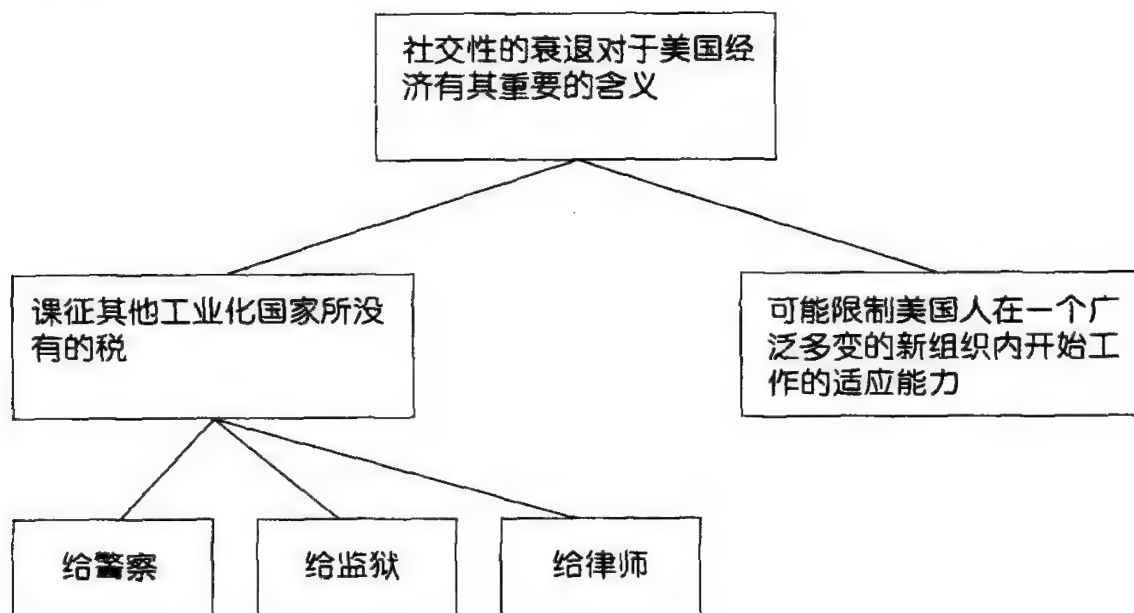 社交性的衰退对于美国经
济有其重要的含义
课征其他工业化国家所没
有的税
可能限制美国人在一个广
泛多变的新组织内开始工
作的适应能力
给警察
给监狱
给律师